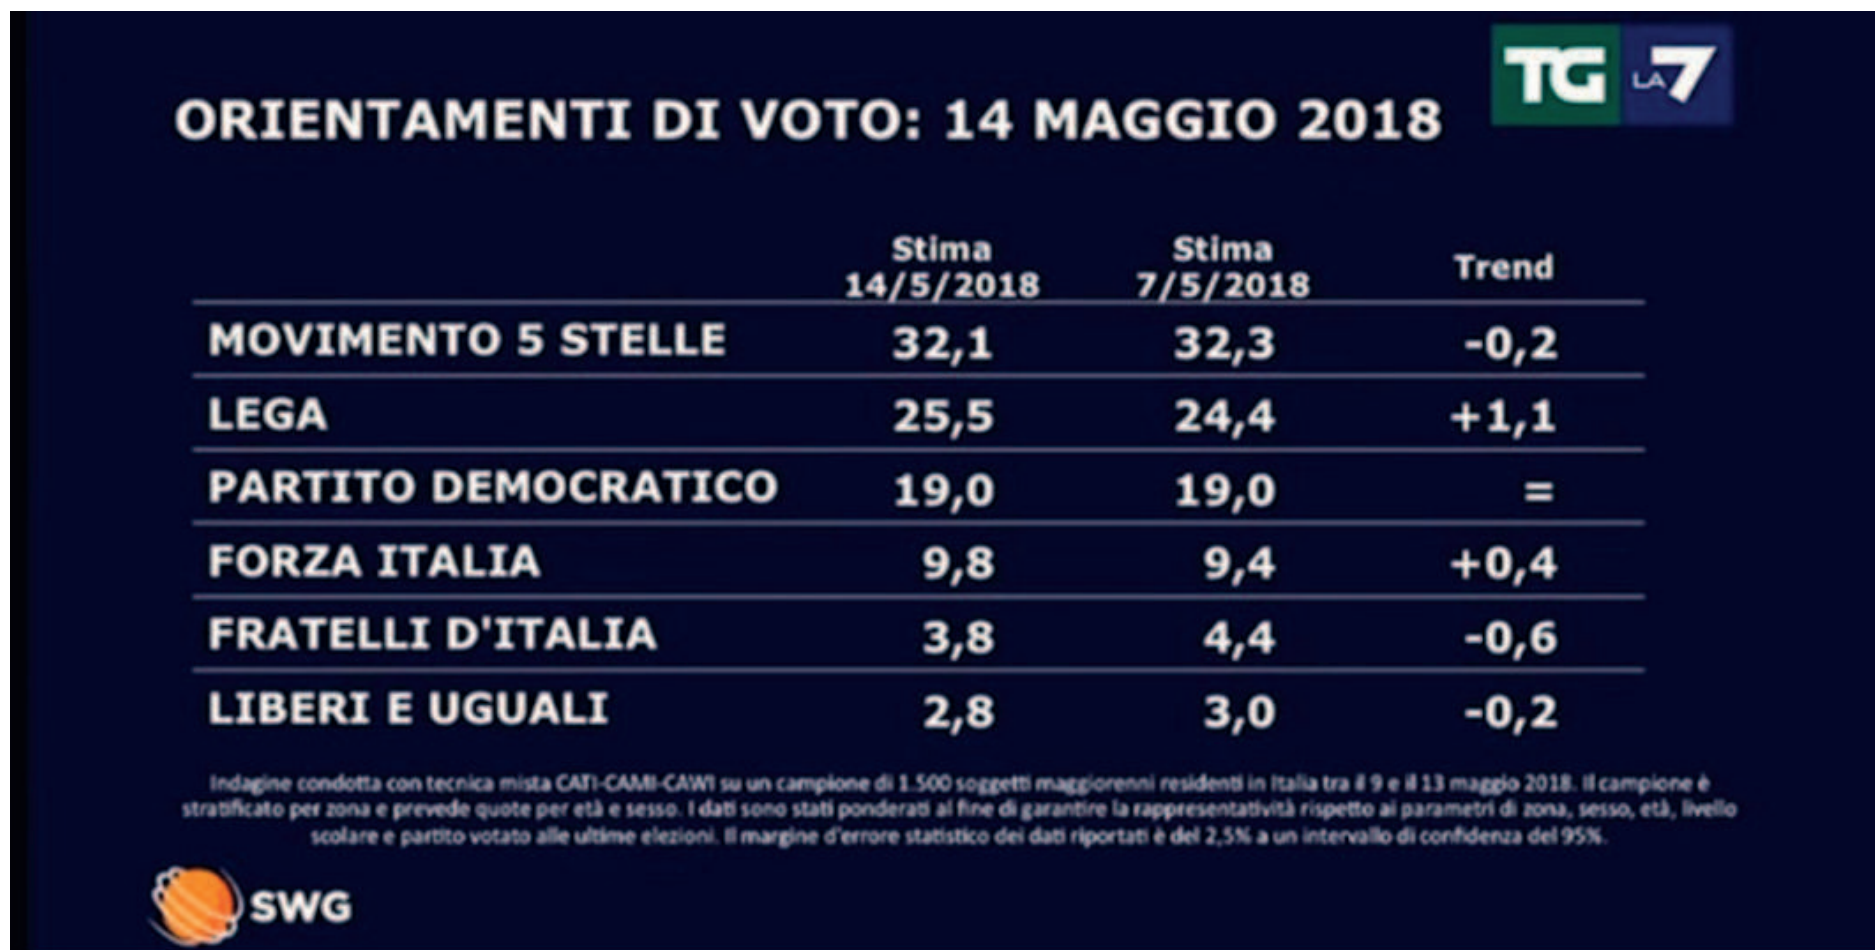 TG LA7
ORIENTAMENTI DI VOTO: 14 MAGGIO 2018
Stima Stima
14/5/2018 7/5/2018 Trend
MOVIMENTO 5 STELLE 32,1 32,3 -0,2
LEGA 25,5 24,4 +1,1
PARTITO DEMOCRATICO 19,0 19,0 =
FORZA ITALIA 9,8 9,4 +0,4
FRATELLI D'ITALIA 3,8 4,4 -0,6
LIBERI E UGUALI 2,8 3,0 -0,2
Indagine condotta con tecnica mista CATI-CAMI-CAWI su un campione di 1.500 soggetti maggiorenni residenti in Italia tra il 9 e il 13 maggio 2018. Il campione è
stratificato per zona e prevede quote per età e sesso. I dati sono stati ponderati al fine di garantire la rappresentatività rispetto ai parametri di zona, sesso, età, livello
scolare e partito votato alle ultime elezioni. Il margine d'errore statistico dei dati riportati è del 2,5% a un intervallo di confidenza del 95%.
SWG